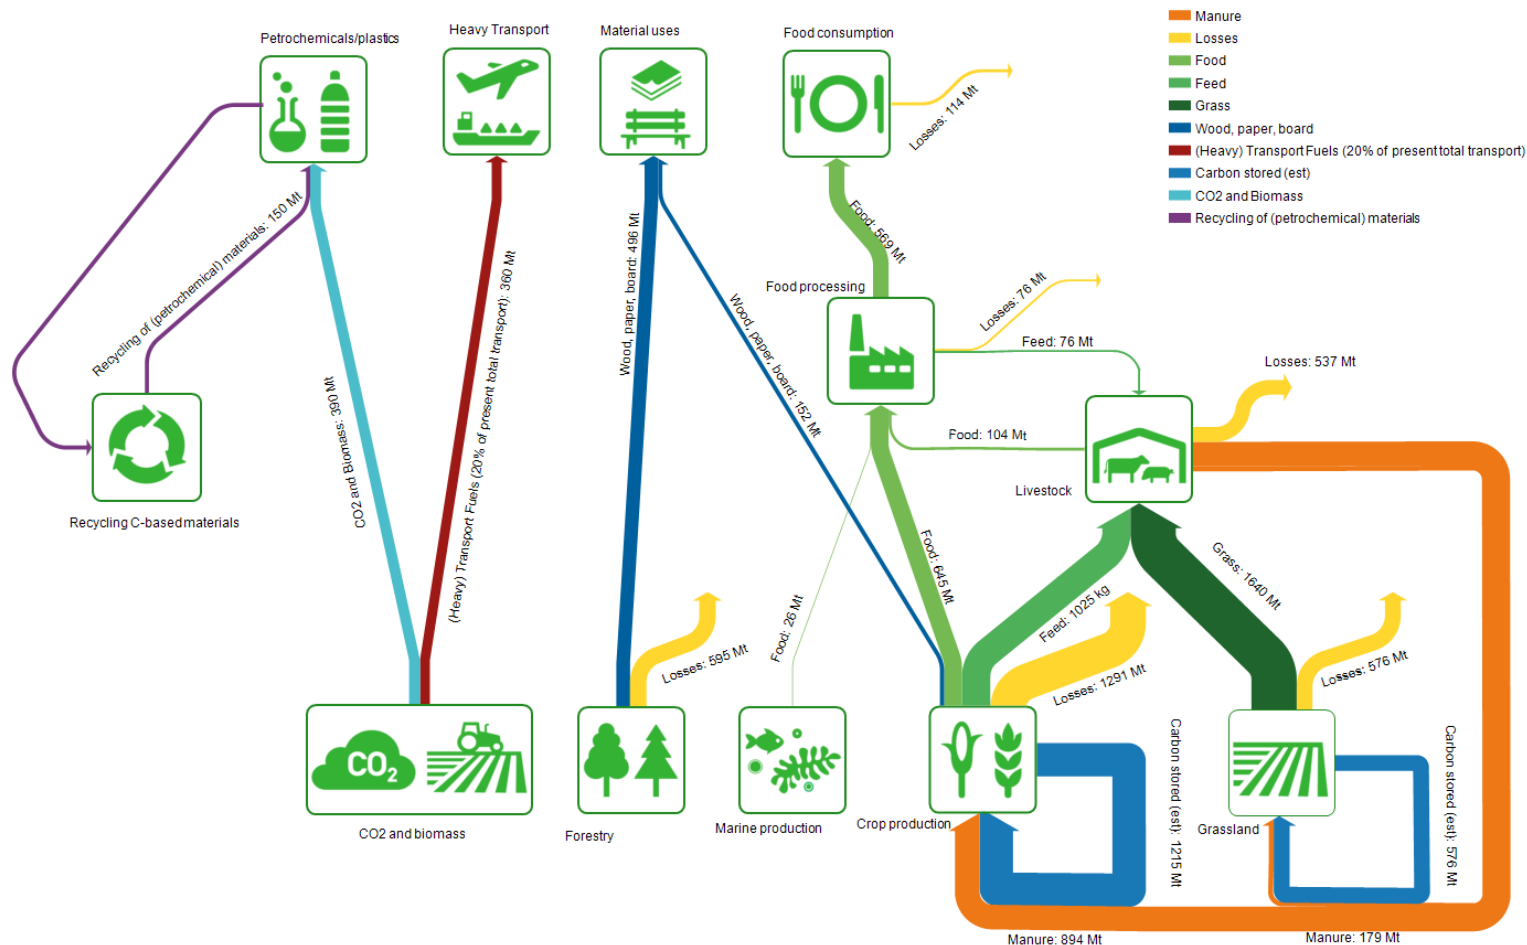 Petrochemicals/plastics
Heavy Transport
Material uses
Food consumption
Manure
Losses
Food
Feed
Grass
Wood, paper, board
(Heavy) Transport Fuels (20% of present total transport)
Carbon stored (est)
CO2 and Biomass
Recycling of (petrochemical) materials
Losses: 114 Mt
Recycling of (petrochemical) materials: 150 Mt
CO2 and Biomass: 390 Mt
(Heavy) Transport Fuels (20% of present total transport): 360 Mt
Wood, paper, board: 496 Mt
Wood, paper, board: 152 Mt
Food: 569 Mt
Food processing
Losses: 76 Mt
Feed: 76 Mt
Losses: 537 Mt
Food: 104 Mt
Livestock
Recycling C-based materials
Food: 645 Mt
Food: 26 Mt
Feed: 1025 kg
Grass: 1640 Mt
Losses: 595 Mt
Losses: 1291 Mt
Losses: 576 Mt
CO2
CO2 and biomass
Forestry
Marine production
Crop production
Grassland
Carbon stored (est): 1215 Mt
Carbon stored (est): 576 Mt
Manure: 894 Mt
Manure: 179 Mt